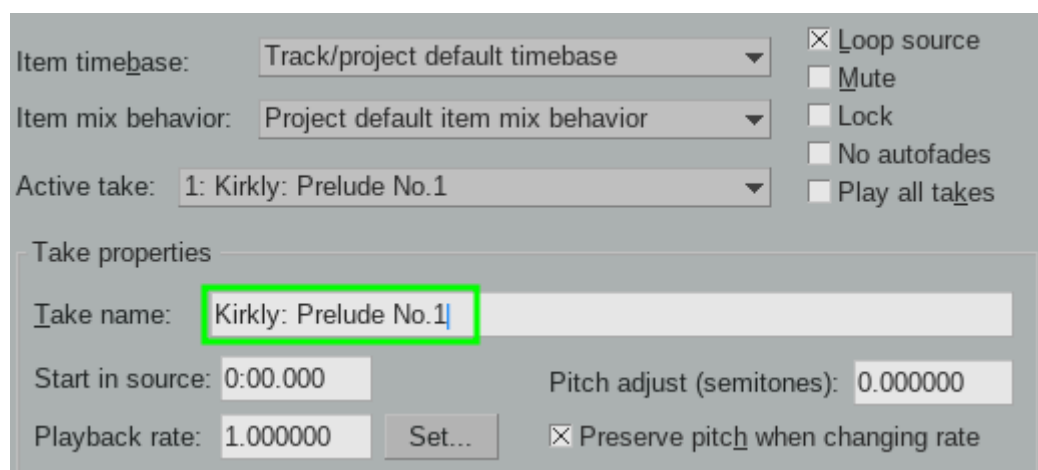 Item timebase: Track/project default timebase
Loop source
Mute
Item mix behavior: Project default item mix behavior
Lock
No autofades
Active take: 1: Kirkly: Prelude No.1
Play all takes
Take properties
Take name: Kirkly: Prelude No.1
Start in source: 0:00.000 Pitch adjust (semitones): 0.000000
Playback rate: 1.000000 Set... Preserve pitch when changing rate